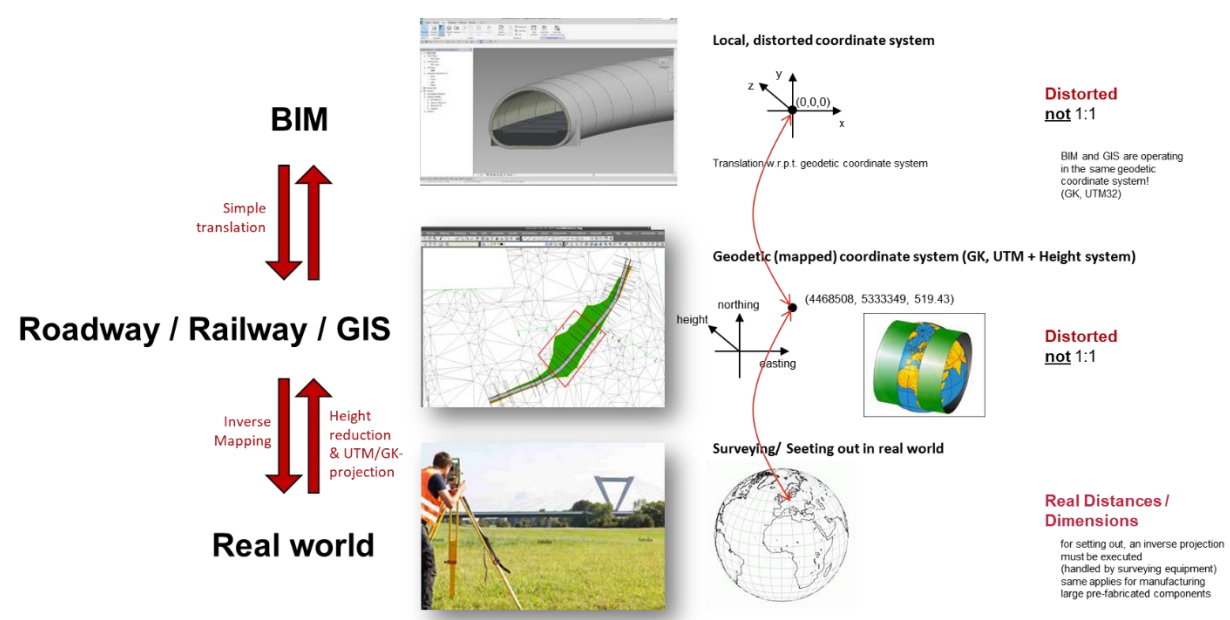 Local, distorted coordinate system
y
z
(0,0,0)
x
Distorted
not 1:1
BIM
Translation w.r.p.t. geodetic coordinate system
BIM and GIS are operating
in the same geodetic
coordinate system!
(GK, UTM32)
Simple
translation
Geodetic (mapped) coordinate system (GK, UTM + Height system)
(4468508, 5333349, 519.43)
northing
height
easting
Roadway / Railway / GIS
Distorted
not 1:1
Inverse
Mapping
Height
reduction
& UTM/GK-
projection
Surveying/ Seeting out in real world
Real world
Real Distances /
Dimensions
for setting out, an inverse projection
must be executed
(handled by surveying equipment)
same applies for manufacturing
large pre-fabricated components